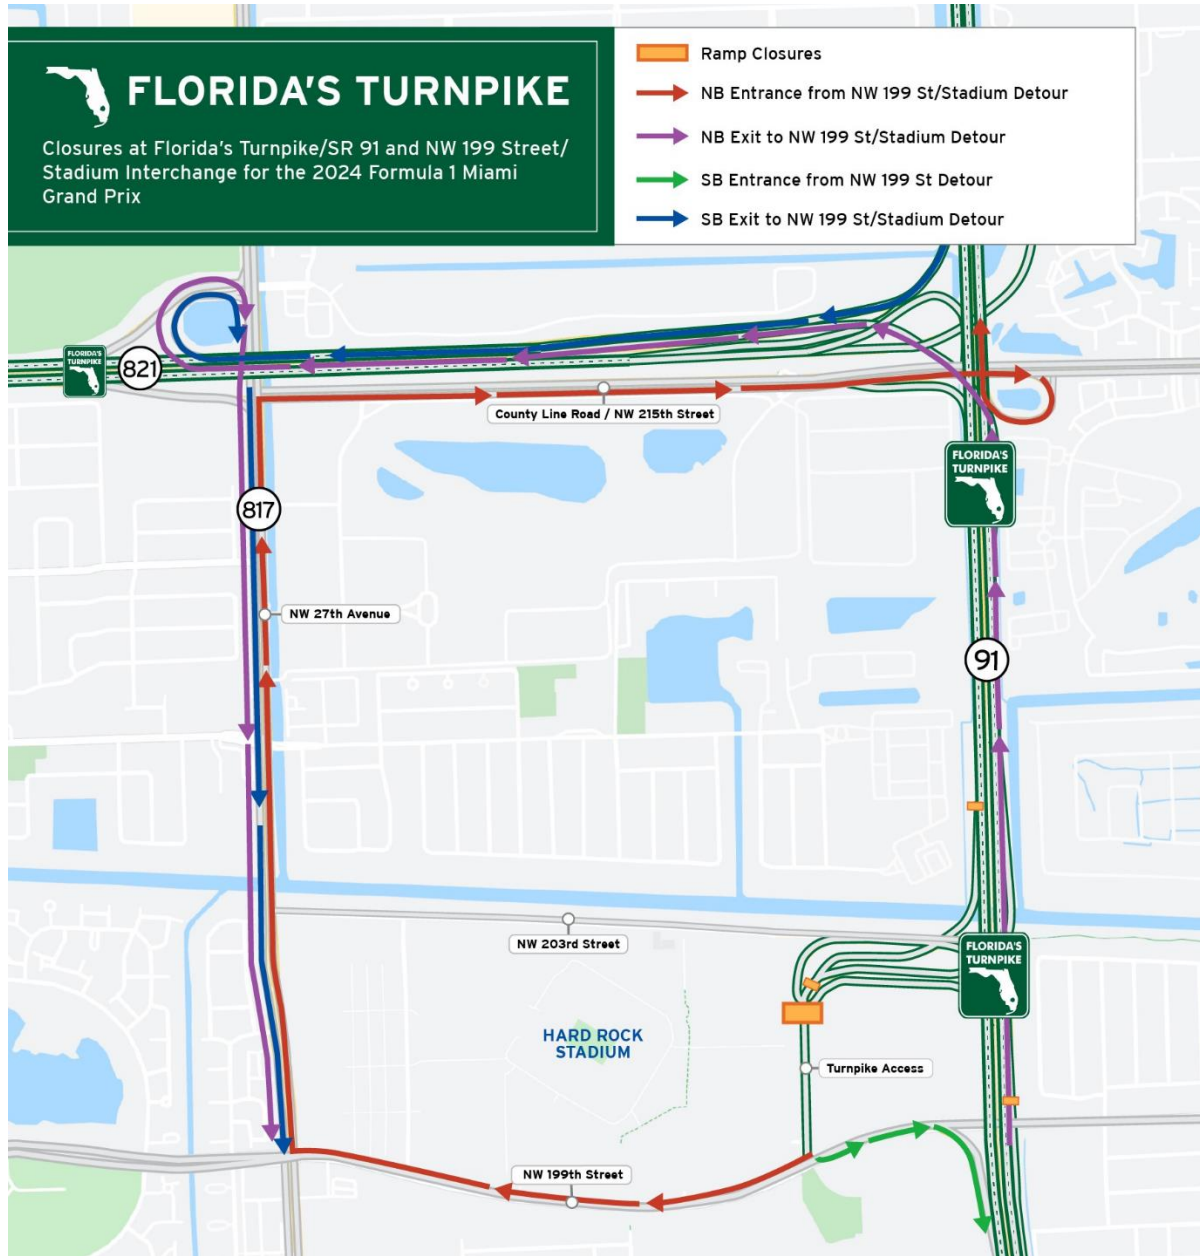 FLORIDA'S TURNPIKE
Closures at Florida's Turnpike/SR 91 and NW 199 Street/
Stadium Interchange for the 2024 Formula 1 Miami
Grand Prix
Ramp Closures
NB Entrance from NW 199 St/Stadium Detour
NB Exit to NW 199 St/Stadium Detour
SB Entrance from NW 199 St Detour
SB Exit to NW 199 St/Stadium Detour
FLORIDA'S
TURNPIKE
821
County Line Road / NW 215th Street
FLORIDA'S
TURNPIKE
817
NW 27th Avenue
91
NW 203rd Street
FLORIDA'S
TURNPIKE
HARD ROCK
STADIUM
Turnpike Access
NW 199th Street